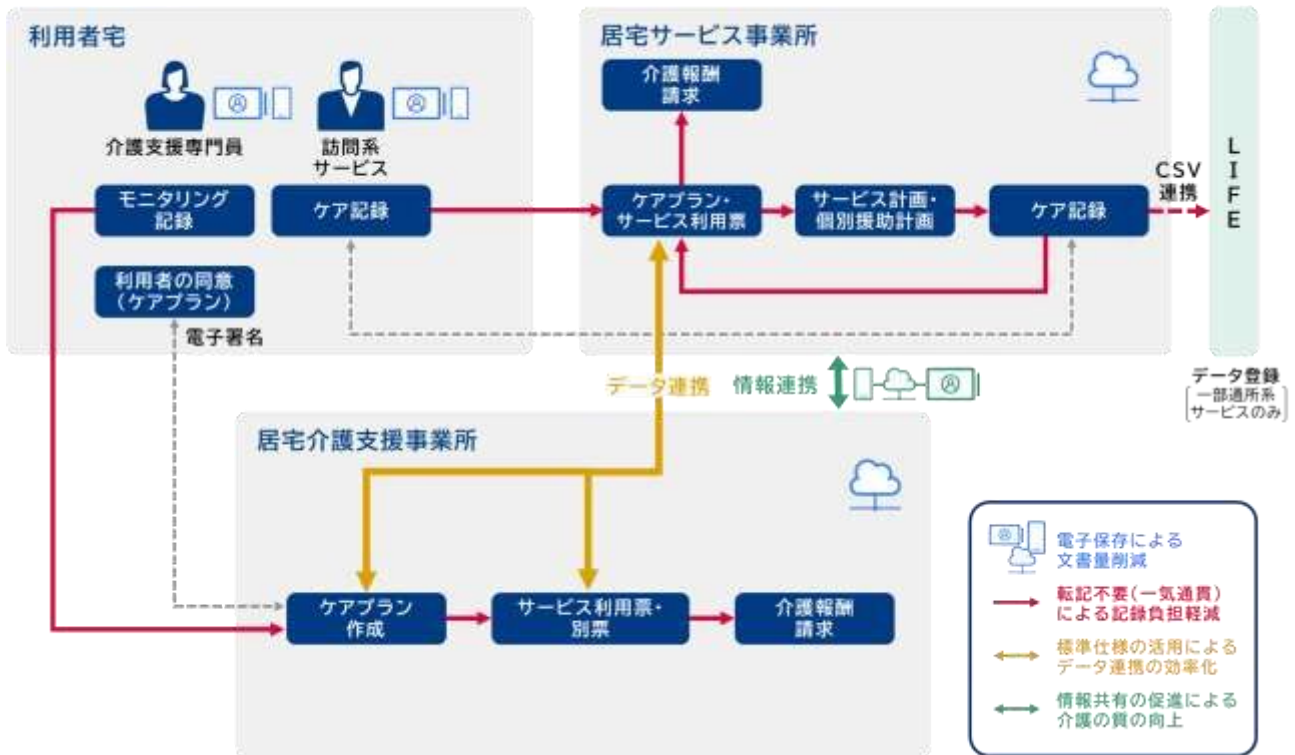 利用者宅
介護支援専門員
訪問系
サービス
モニタリング
記録
ケア記録
利用者の同意
(ケアプラン)
電子署名
居宅サービス事業所
介護報酬
請求
ケアプラン・
サービス利用票
サービス計画・
個別援助計画
ケア記録
CSV
連携
LIFE
データ登録
一部通所系
サービスのみ
データ連携
情報連携
居宅介護支援事業所
ケアプラン
作成
サービス利用票・
別票
介護報酬
請求
電子保存による
文書量削減
転記不要(一気通貫)
による記録負担軽減
標準仕様の活用による
データ連携の効率化
情報共有の促進による
介護の質の向上